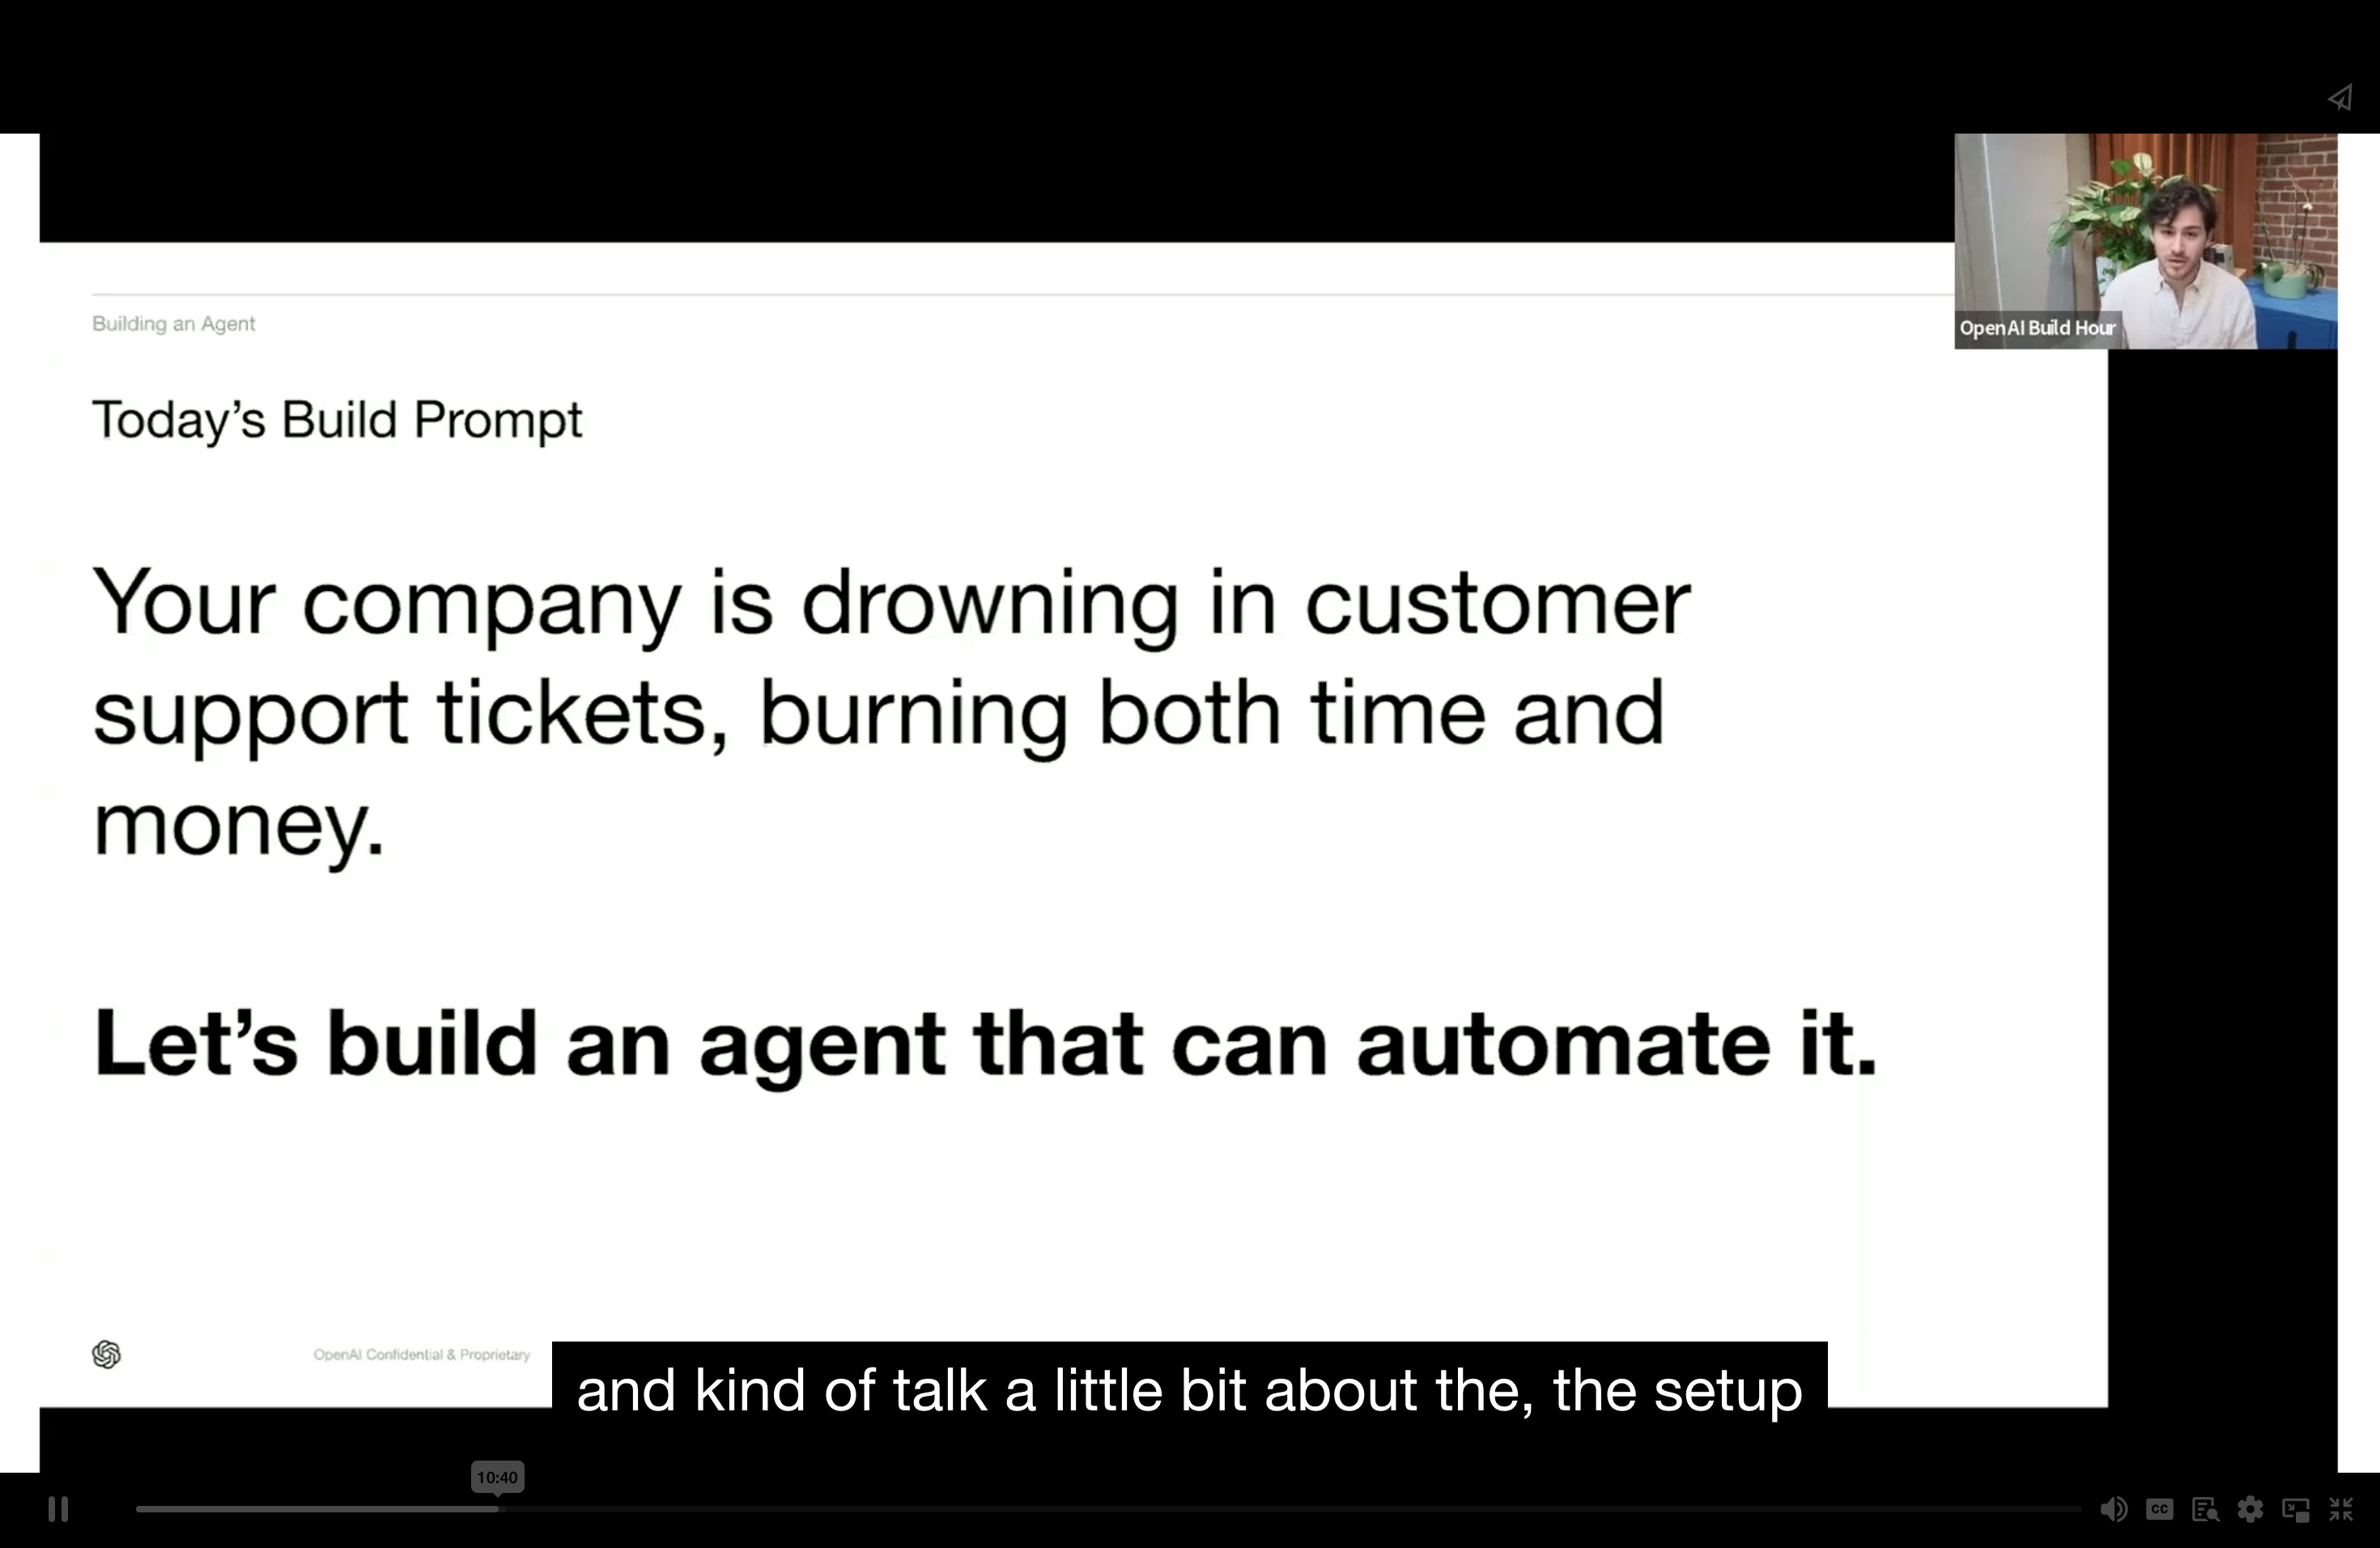 OpenAI Build Hour
Building an Agent
Today’s Build Prompt
Your company is drowning in customer
support tickets, burning both time and
money.
Let’s build an agent that can automate it.
OpenAI Confidential & Proprietary
and kind of talk a little bit about the, the setup
10:40
CC